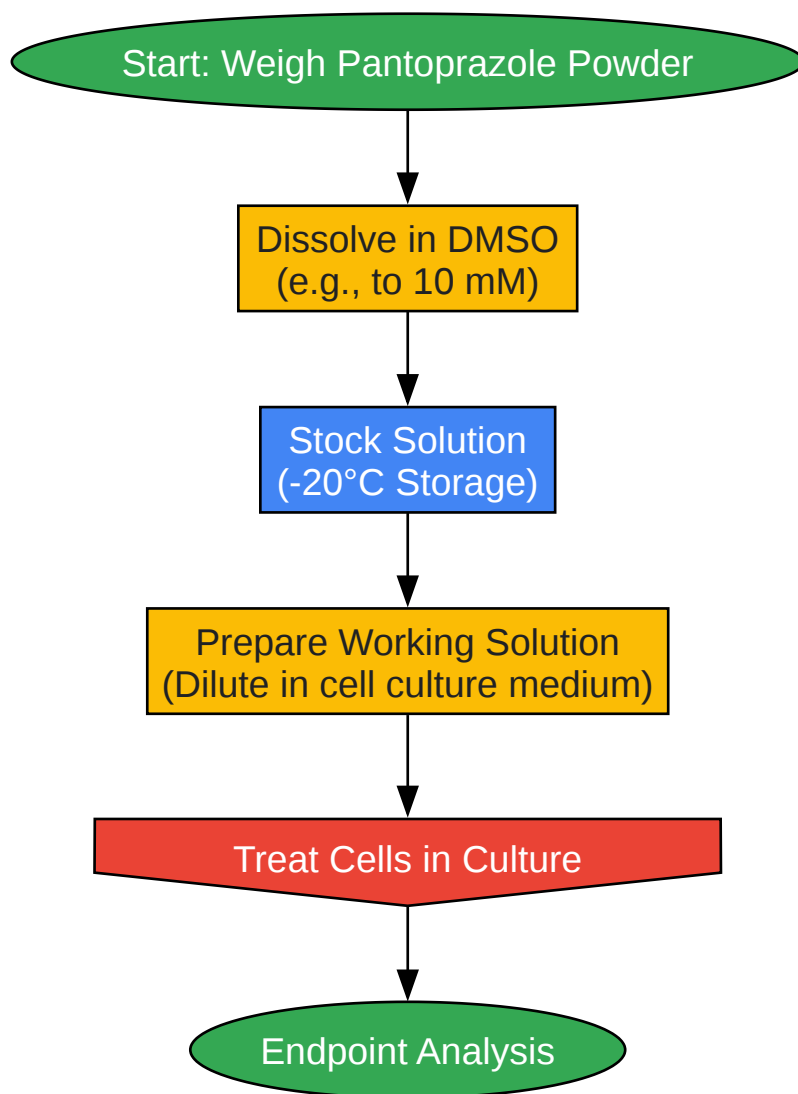 Start: Weigh Pantoprazole Powder
Dissolve in DMSO
(e.g., to 10 mM)
Stock Solution
(-20°C Storage)
Prepare Working Solution
(Dilute in cell culture medium)
Treat Cells in Culture
Endpoint Analysis